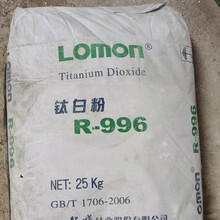 LOMON®
Titanium Dioxide
钛白粉
R-996
NET: 25 Kg
GB/T 1706-2006